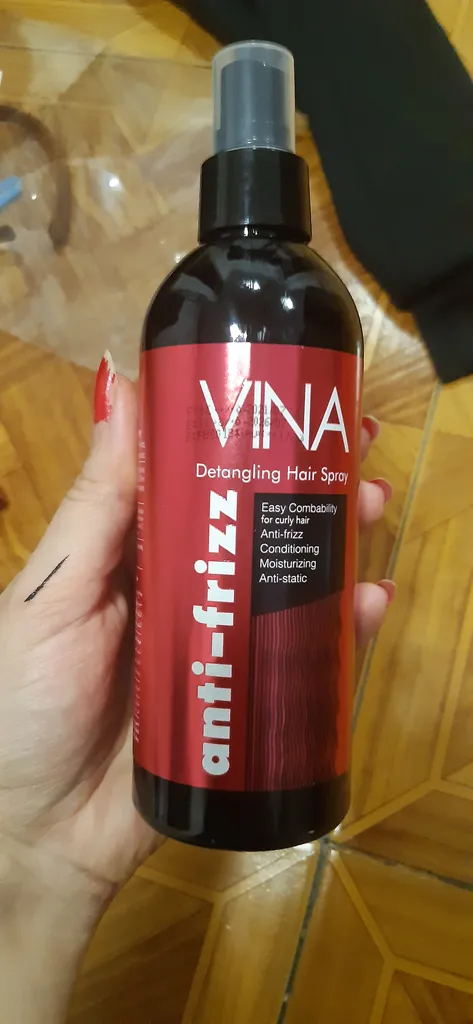 VINA
Detangling Hair Spray
anti-frizz
Easy Combability
for curly hair
Anti-frizz
Conditioning
Moisturizing
Anti-static